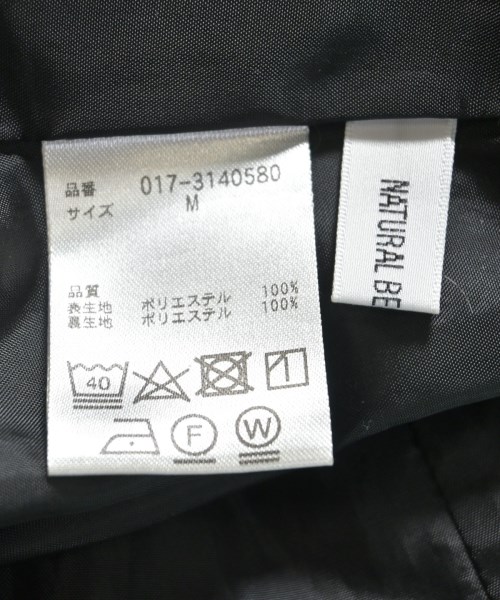 品番 017-3140580
サイズ M
品質
表生地 ポリエステル 100%
裏生地 ポリエステル 100%
40
F
W
NATURAL BE